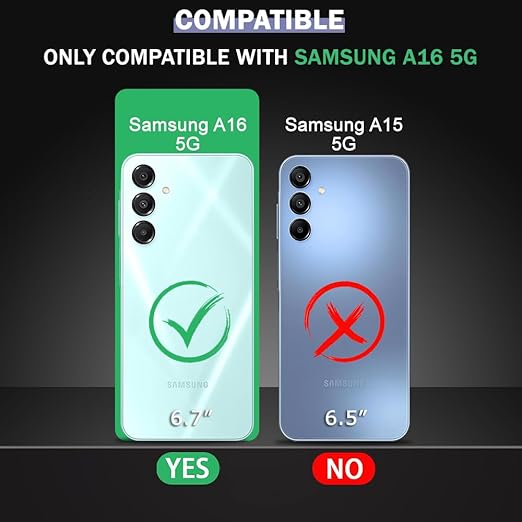 COMPATIBLE
ONLY COMPATIBLE WITH SAMSUNG A16 5G
Samsung A16
5G
Samsung A15
5G
SAMSUNG
SAMSUNG
6.7"
6.5"
YES
NO